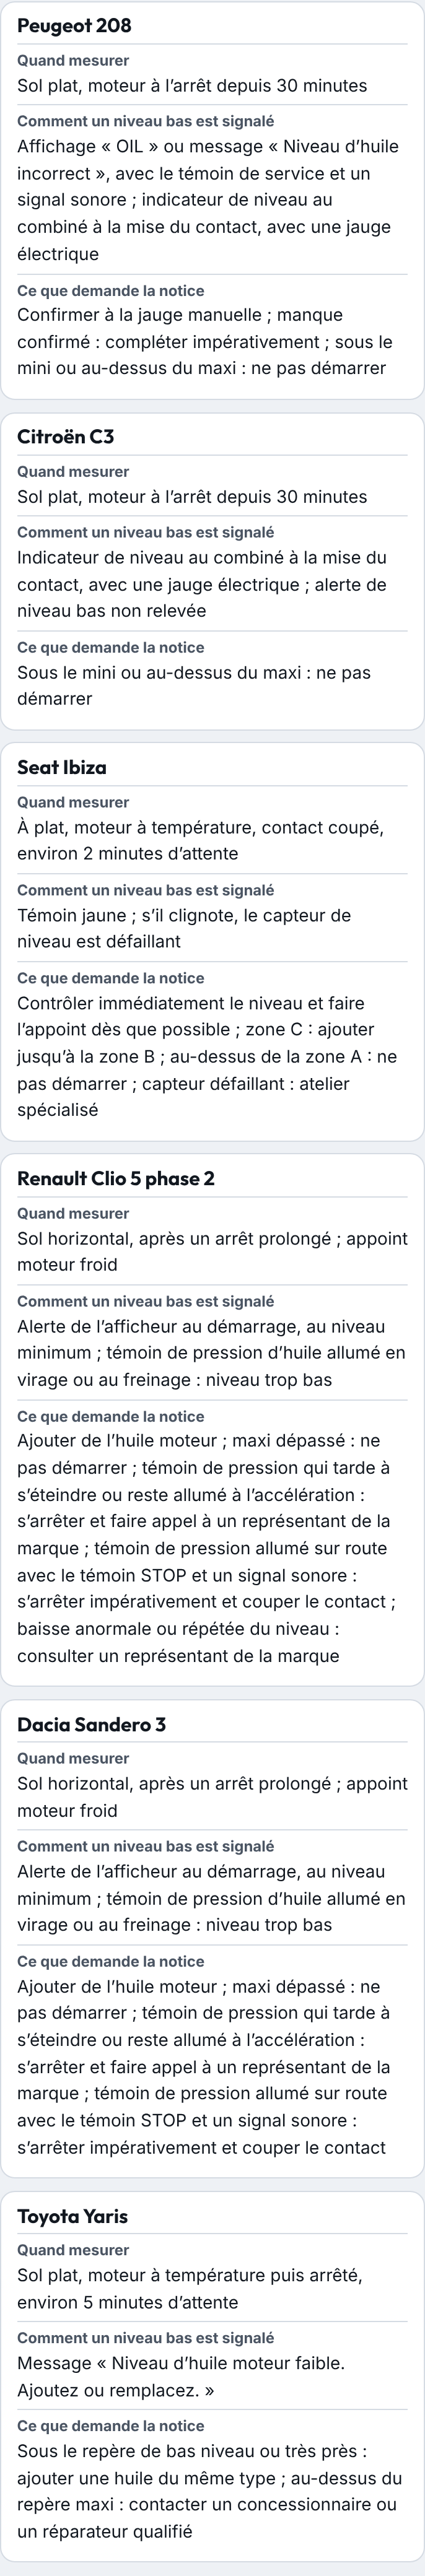 Peugeot 208
Quand mesurer
Sol plat, moteur à l’arrêt depuis 30 minutes
Comment un niveau bas est signalé
Affichage « OIL » ou message « Niveau d’huile
incorrect », avec le témoin de service et un
signal sonore ; indicateur de niveau au
combiné à la mise du contact, avec une jauge
électrique
Ce que demande la notice
Confirmer à la jauge manuelle ; manque
confirmé : compléter impérativement ; sous le
mini ou au-dessus du maxi : ne pas démarrer
Citroën C3
Quand mesurer
Sol plat, moteur à l’arrêt depuis 30 minutes
Comment un niveau bas est signalé
Indicateur de niveau au combiné à la mise du
contact, avec une jauge électrique ; alerte de
niveau bas non relevée
Ce que demande la notice
Sous le mini ou au-dessus du maxi : ne pas
démarrer
Seat Ibiza
Quand mesurer
À plat, moteur à température, contact coupé,
environ 2 minutes d’attente
Comment un niveau bas est signalé
Témoin jaune ; s’il clignote, le capteur de
niveau est défaillant
Ce que demande la notice
Contrôler immédiatement le niveau et faire
l’appoint dès que possible ; zone C : ajouter
jusqu’à la zone B ; au-dessus de la zone A : ne
pas démarrer ; capteur défaillant : atelier
spécialisé
Renault Clio 5 phase 2
Quand mesurer
Sol horizontal, après un arrêt prolongé ; appoint
moteur froid
Comment un niveau bas est signalé
Alerte de l’afficheur au démarrage, au niveau
minimum ; témoin de pression d’huile allumé en
virage ou au freinage : niveau trop bas
Ce que demande la notice
Ajouter de l’huile moteur ; maxi dépassé : ne
pas démarrer ; témoin de pression qui tarde à
s’éteindre ou reste allumé à l’accélération :
s’arrêter et faire appel à un représentant de la
marque ; témoin de pression allumé sur route
avec le témoin STOP et un signal sonore :
s’arrêter impérativement et couper le contact ;
baisse anormale ou répétée du niveau :
consulter un représentant de la marque
Dacia Sandero 3
Quand mesurer
Sol horizontal, après un arrêt prolongé ; appoint
moteur froid
Comment un niveau bas est signalé
Alerte de l’afficheur au démarrage, au niveau
minimum ; témoin de pression d’huile allumé en
virage ou au freinage : niveau trop bas
Ce que demande la notice
Ajouter de l’huile moteur ; maxi dépassé : ne
pas démarrer ; témoin de pression qui tarde à
s’éteindre ou reste allumé à l’accélération :
s’arrêter et faire appel à un représentant de la
marque ; témoin de pression allumé sur route
avec le témoin STOP et un signal sonore :
s’arrêter impérativement et couper le contact
Toyota Yaris
Quand mesurer
Sol plat, moteur à température puis arrêté,
environ 5 minutes d’attente
Comment un niveau bas est signalé
Message « Niveau d’huile moteur faible.
Ajoutez ou remplacez. »
Ce que demande la notice
Sous le repère de bas niveau ou très près :
ajouter une huile du même type ; au-dessus du
repère maxi : contacter un concessionnaire ou
un réparateur qualifié